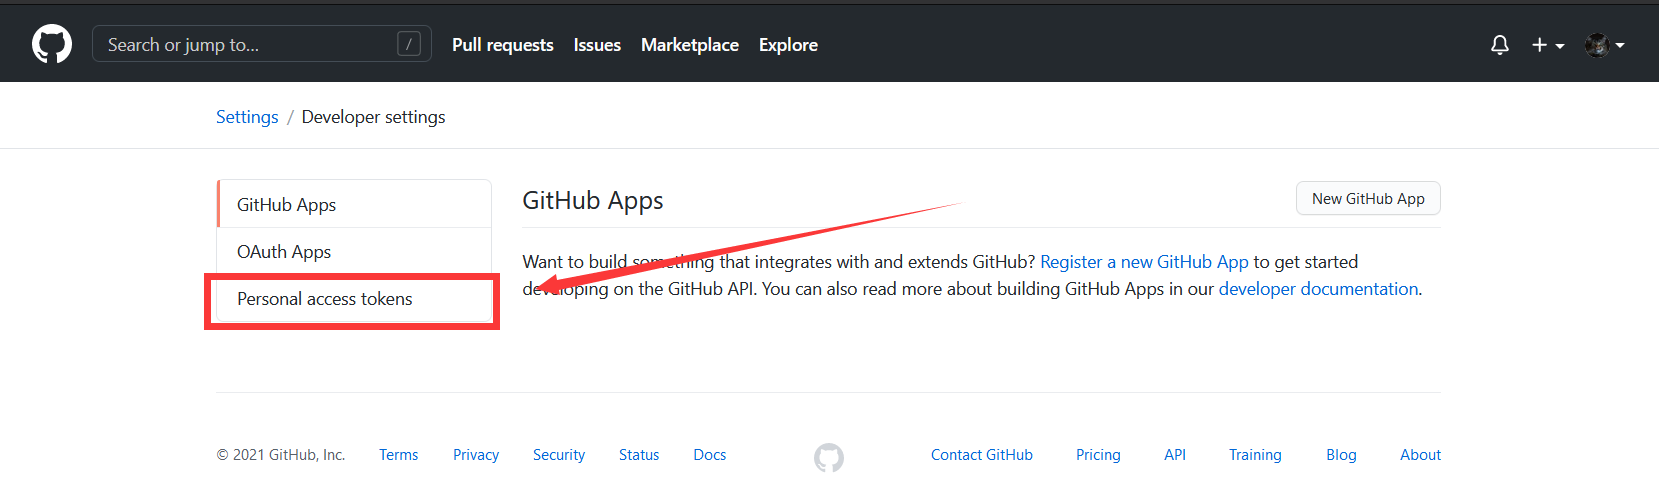 Search or jump to... / Pull requests Issues Marketplace Explore
Settings / Developer settings
GitHub Apps
OAuth Apps
Personal access tokens
GitHub Apps
New GitHub App
Want to build something that integrates with and extends GitHub? Register a new GitHub App to get started
developing on the GitHub API. You can also read more about building GitHub Apps in our developer documentation.
© 2021 GitHub, Inc. Terms Privacy Security Status Docs Contact GitHub Pricing API Training Blog About